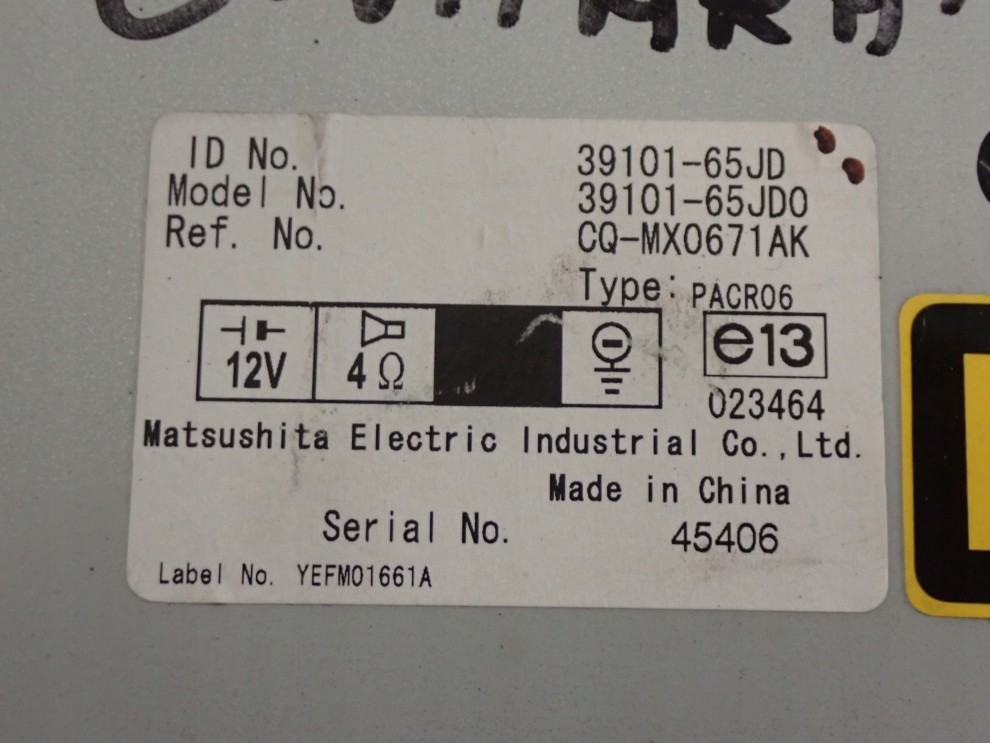 ID No. 39101-65JD
Model No. 39101-65JD0
Ref. No. CQ-MX0671AK
Type: PACR06
12V 4 Ω e13
023464
Matsushita Electric Industrial Co.,Ltd.
Made in China
Serial No. 45406
Label No. YEFM01661A